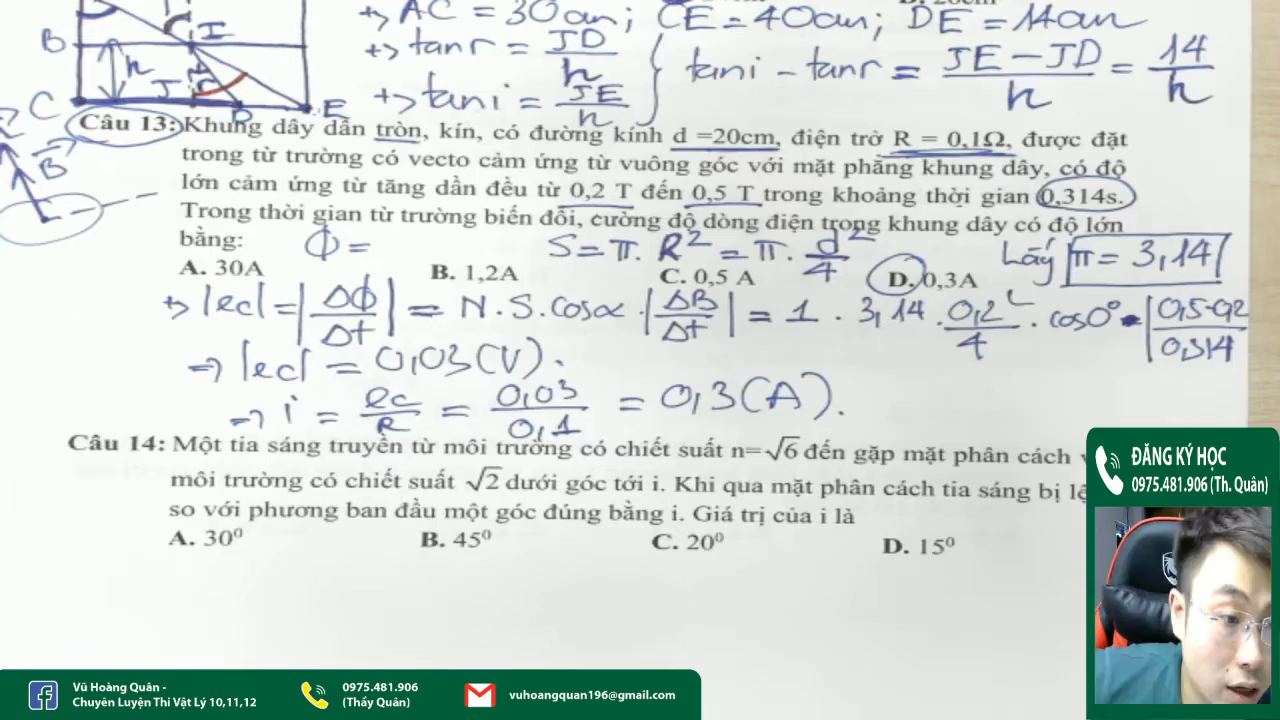 +> AC = 30cm; CE = 40cm; DE = 14cm
B I
+> tanr = JD/h
tani - tanr = (JE - JD)/h = 14/h
h J
+> tani = JE/h
C D E
Câu 13: Khung dây dẫn tròn, kín, có đường kính d =20cm, điện trở R = 0,1Ω, được đặt
trong từ trường có vecto cảm ứng từ vuông góc với mặt phẳng khung dây, có độ
B
lớn cảm ứng từ tăng dần đều từ 0,2 T đến 0,5 T trong khoảng thời gian 0,314s.
Trong thời gian từ trường biến đổi, cường độ dòng điện trong khung dây có độ lớn
bằng: Φ = S = π. R² = π. d²/4 Lấy π = 3,14
A. 30A B. 1,2A C. 0,5 A D. 0,3A
+> |ec| = |ΔΦ/Δt| = N.S.cosα.|ΔB/Δt| = 1 . 3,14 . 0,2²/4 . cos0° . |0,5-0,2/0,314
=> |ec| = 0,03(V).
=> i = ec/R = 0,03/0,1 = 0,3(A).
Câu 14: Một tia sáng truyền từ môi trường có chiết suất n=√6 đến gặp mặt phân cách
môi trường có chiết suất √2 dưới góc tới i. Khi qua mặt phân cách tia sáng bị
so với phương ban đầu một góc đúng bằng i. Giá trị của i là
A. 30⁰ B. 45⁰ C. 20⁰ D. 15⁰
ĐĂNG KÝ HỌC
0975.481.906 (Th. Quân)
Vũ Hoàng Quân -
Chuyên Luyện Thi Vật Lý 10,11,12
0975.481.906
(Thầy Quân)
vuhoangquan196@gmail.com